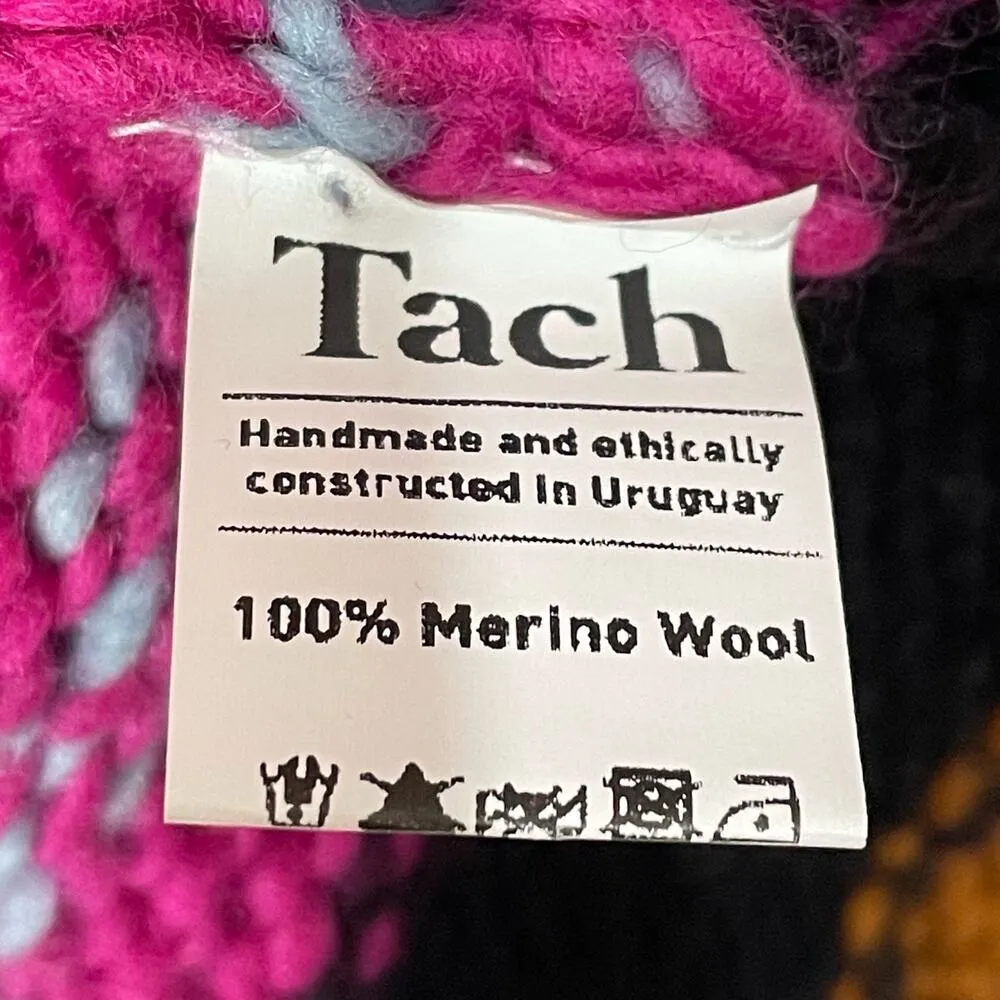 Tach
Handmade and ethically
constructed in Uruguay
100% Merino Wool